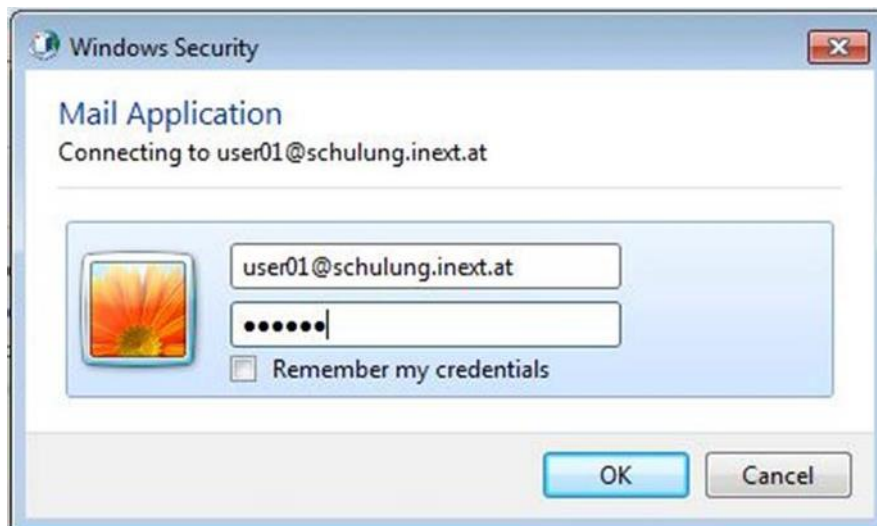 Windows Security
Mail Application
Connecting to user01@schulung.inext.at
user01@schulung.inext.at
••••••
Remember my credentials
OK
Cancel